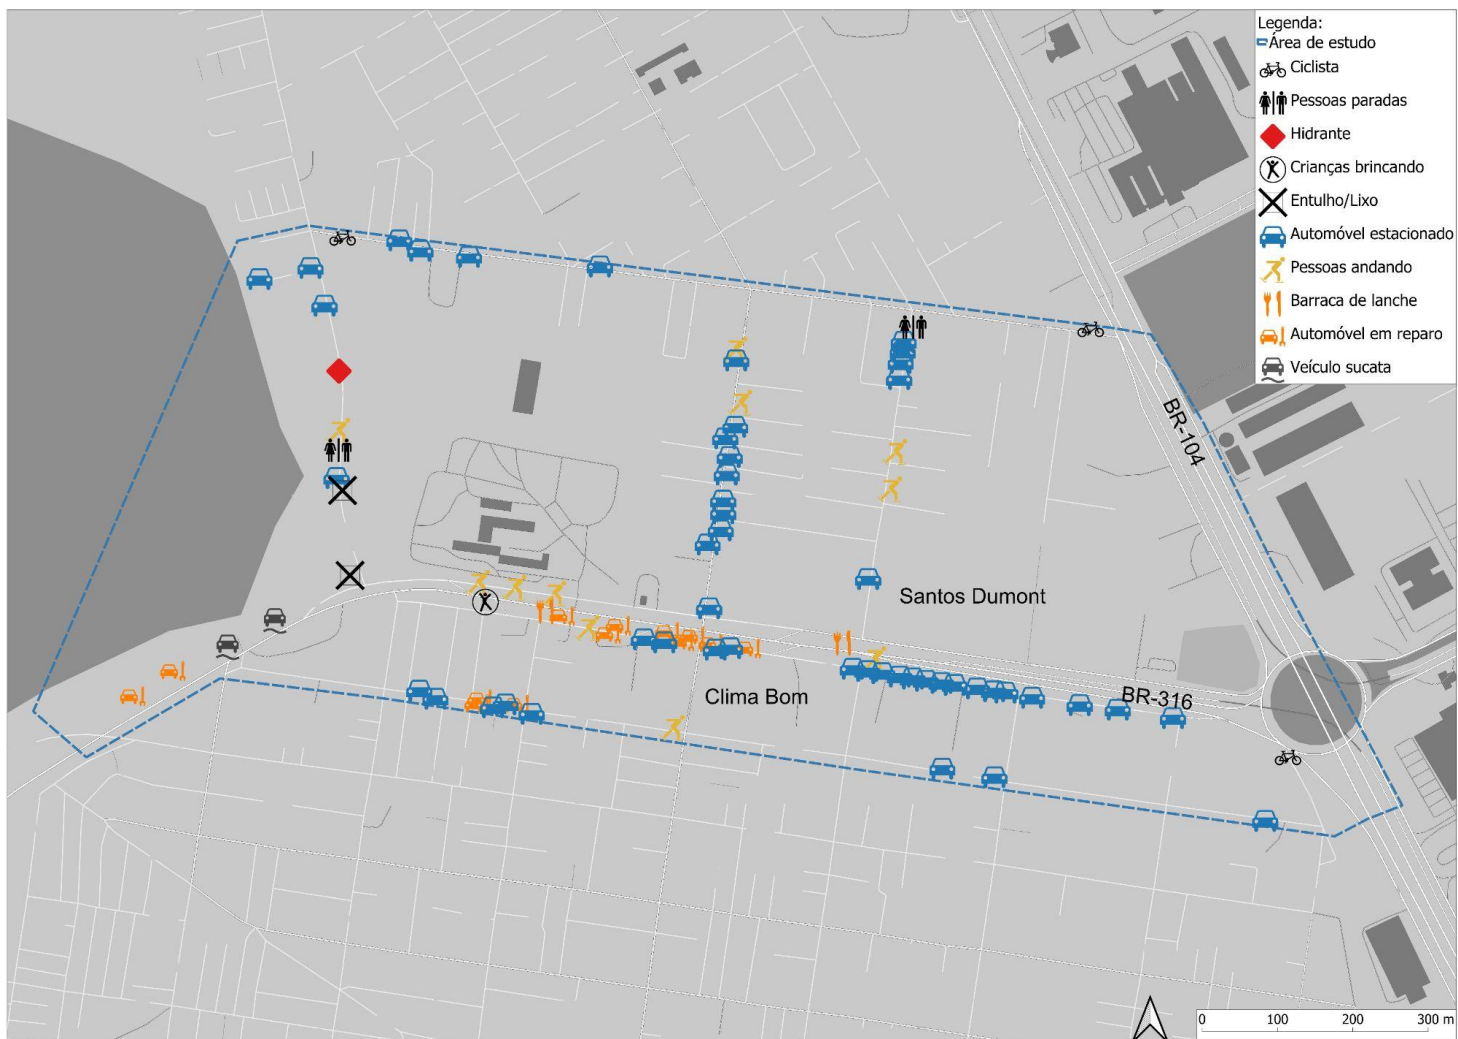 Legenda:
Área de estudo
Ciclista
Pessoas paradas
Hidrante
Crianças brincando
Entulho/Lixo
Automóvel estacionado
Pessoas andando
Barraca de lanche
Automóvel em reparo
Veículo sucata
BR-104
Santos Dumont
Clima Bom
BR-316
0 100 200 300 m